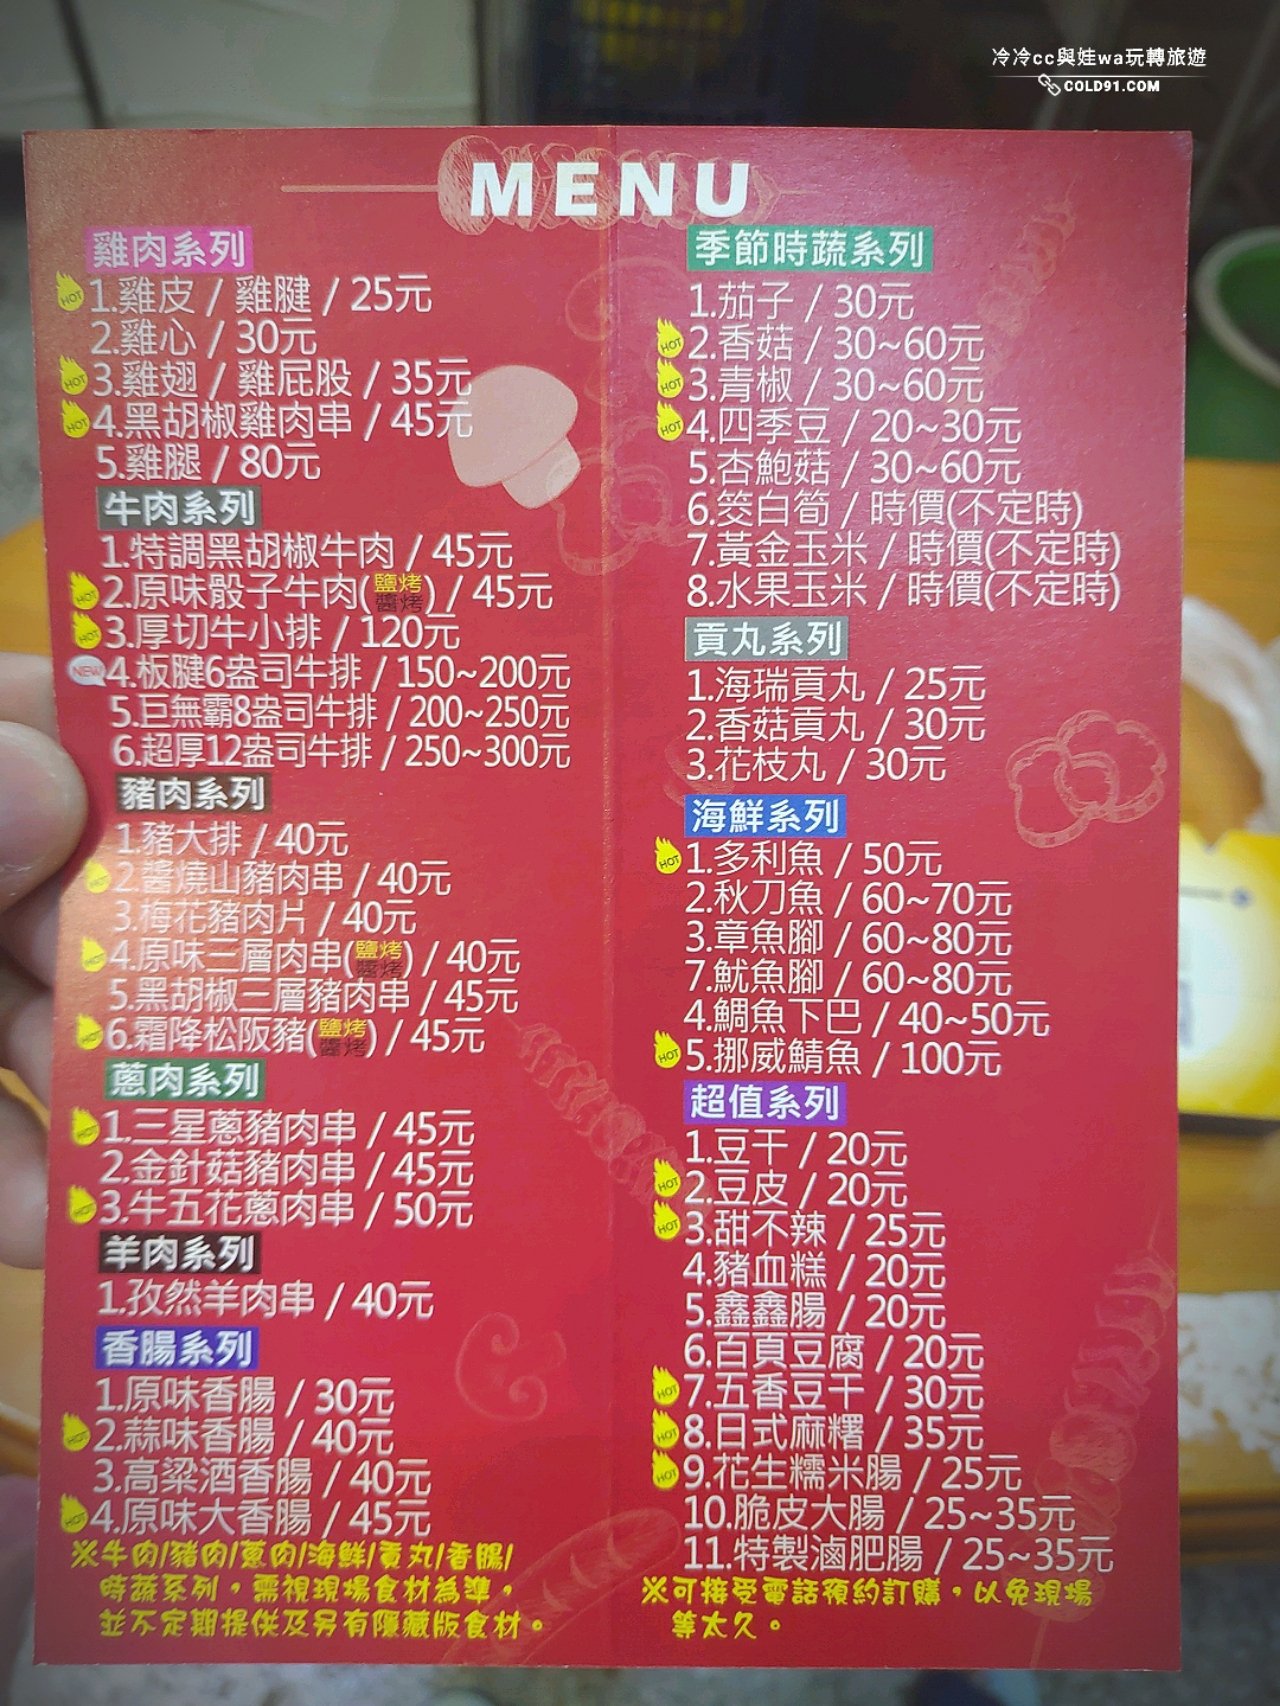 冷冷cc與娃wa玩轉旅遊
COLD91.COM
MENU
雞肉系列
HOT 1.雞皮 / 雞腱 / 25元
2.雞心 / 30元
HOT 3.雞翅 / 雞屁股 / 35元
HOT 4.黑胡椒雞肉串 / 45元
5.雞腿 / 80元
牛肉系列
1.特調黑胡椒牛肉 / 45元
HOT 2.原味骰子牛肉(鹽烤 醬烤) / 45元
HOT 3.厚切牛小排 / 120元
NEW 4.板腱6盎司牛排 / 150~200元
5.巨無霸8盎司牛排 / 200~250元
6.超厚12盎司牛排 / 250~300元
豬肉系列
1.豬大排 / 40元
HOT 2.醬燒山豬肉串 / 40元
3.梅花豬肉片 / 40元
HOT 4.原味三層肉串(鹽烤 醬烤) / 40元
5.黑胡椒三層豬肉串 / 45元
HOT 6.霜降松阪豬(鹽烤 醬烤) / 45元
蔥肉系列
HOT 1.三星蔥豬肉串 / 45元
2.金針菇豬肉串 / 45元
HOT 3.牛五花蔥肉串 / 50元
羊肉系列
1.孜然羊肉串 / 40元
香腸系列
1.原味香腸 / 30元
HOT 2.蒜味香腸 / 40元
3.高粱酒香腸 / 40元
HOT 4.原味大香腸 / 45元
※牛肉/豬肉/蔥肉/海鮮/貢丸/香腸/
時蔬系列，需視現場食材為準，
並不定期提供及另有隱藏版食材。
季節時蔬系列
1.茄子 / 30元
HOT 2.香菇 / 30~60元
HOT 3.青椒 / 30~60元
HOT 4.四季豆 / 20~30元
5.杏鮑菇 / 30~60元
6.筊白筍 / 時價(不定時)
7.黃金玉米 / 時價(不定時)
8.水果玉米 / 時價(不定時)
貢丸系列
1.海瑞貢丸 / 25元
2.香菇貢丸 / 30元
3.花枝丸 / 30元
海鮮系列
HOT 1.多利魚 / 50元
2.秋刀魚 / 60~70元
3.章魚腳 / 60~80元
7.魷魚腳 / 60~80元
4.鯛魚下巴 / 40~50元
HOT 5.挪威鯖魚 / 100元
超值系列
1.豆干 / 20元
HOT 2.豆皮 / 20元
HOT 3.甜不辣 / 25元
4.豬血糕 / 20元
5.鑫鑫腸 / 20元
6.百頁豆腐 / 20元
HOT 7.五香豆干 / 30元
HOT 8.日式麻糬 / 35元
HOT 9.花生糯米腸 / 25元
10.脆皮大腸 / 25~35元
11.特製滷肥腸 / 25~35元
※可接受電話預約訂購，以免現場
等太久。